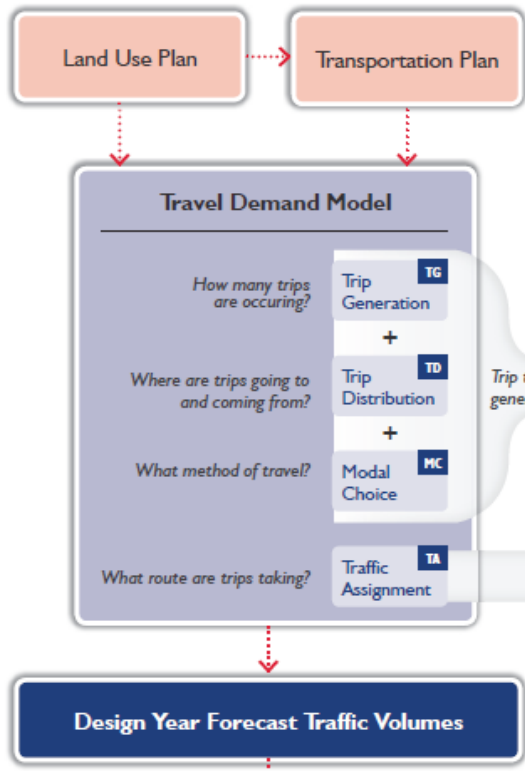 Land Use Plan
Transportation Plan
Travel Demand Model
How many trips
are occuring?
TG
Trip
Generation
+
Where are trips going to
and coming from?
TD
Trip
Distribution
+
What method of travel?
MC
Modal
Choice
Trip
gene
What route are trips taking?
TA
Traffic
Assignment
Design Year Forecast Traffic Volumes